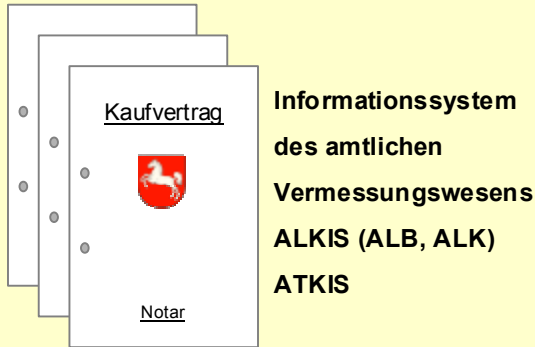 Kaufvertrag
Notar
Informationssystem
des amtlichen
Vermessungswesens
ALKIS (ALB, ALK)
ATKIS